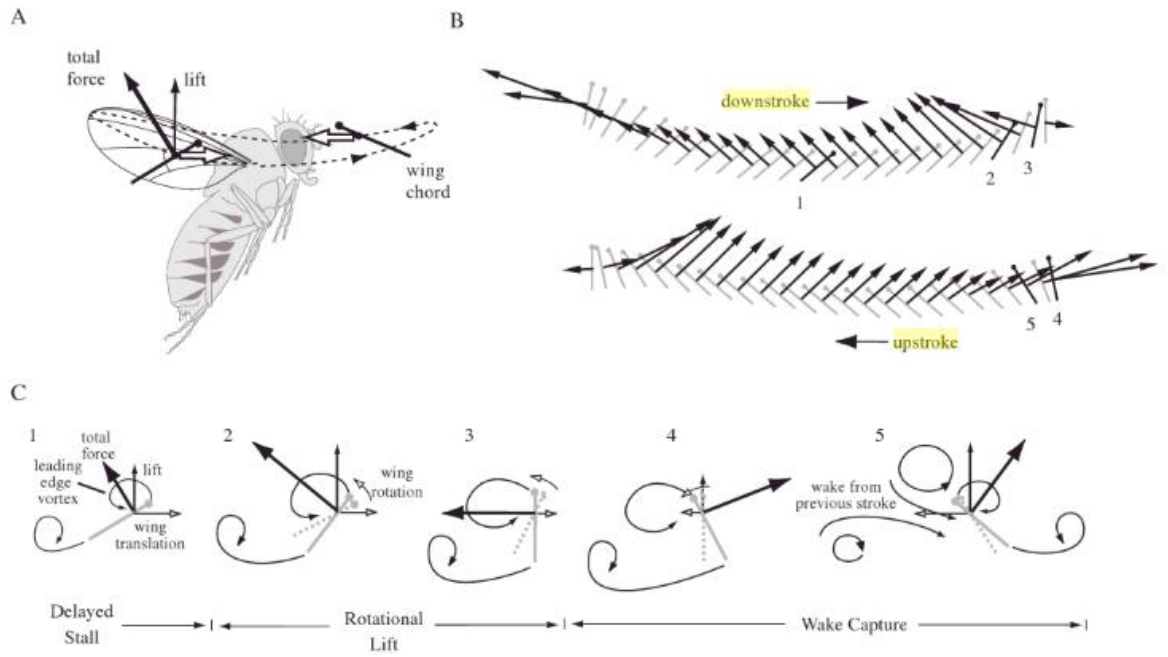 A
total
force
lift
wing
chord
B
downstroke
1
2
3
5
4
upstroke
C
1
total
force
leading
edge
vortex
lift
wing
translation
2
wing
rotation
3
4
5
wake from
previous stroke
Delayed
Stall
Rotational
Lift
Wake Capture